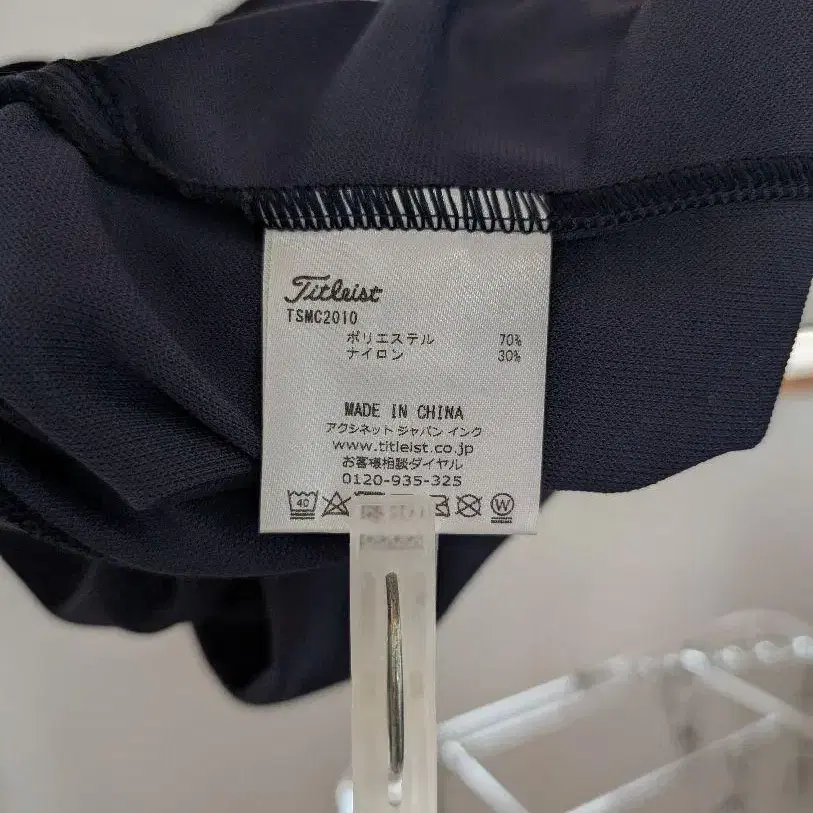 Titleist
TSMC2010
ポリエステル 70%
ナイロン 30%
MADE IN CHINA
アクシネット ジャパン インク
www.titleist.co.jp
お客様相談ダイヤル
0120-935-325
40 W